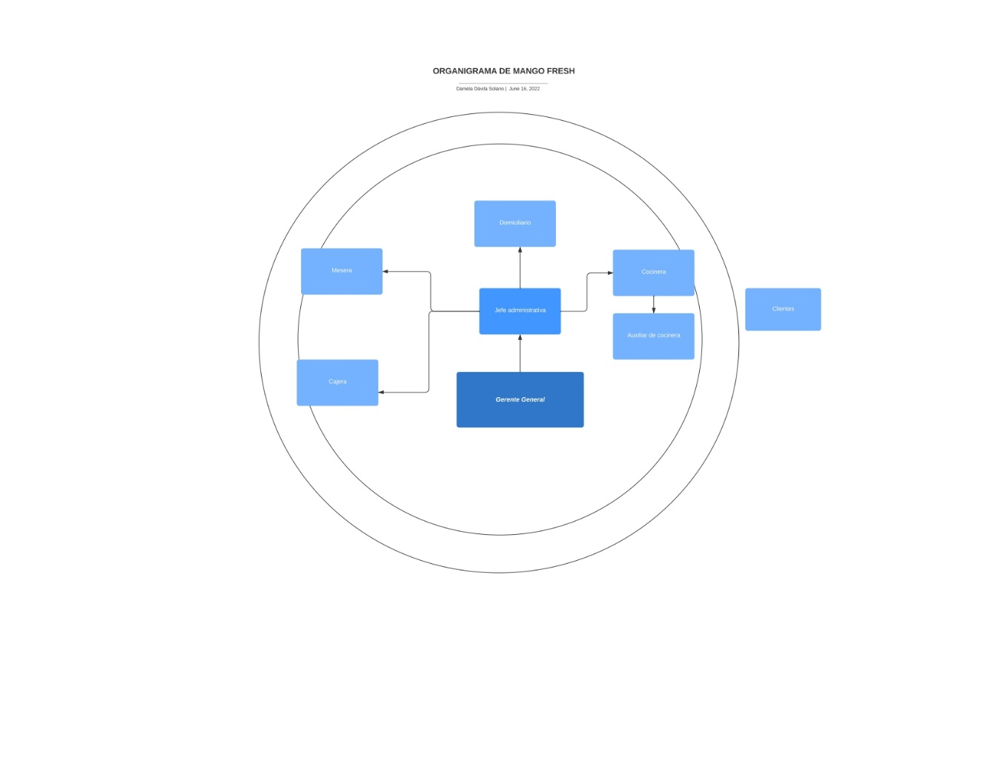 ORGANIGRAMA DE MANGO FRESH
Daniela Dávila Solano | June 16, 2022
Domiciliario
Mesera
Cocinera
Jefe administrativa
Clientes
Auxiliar de cocinera
Cajera
Gerente General